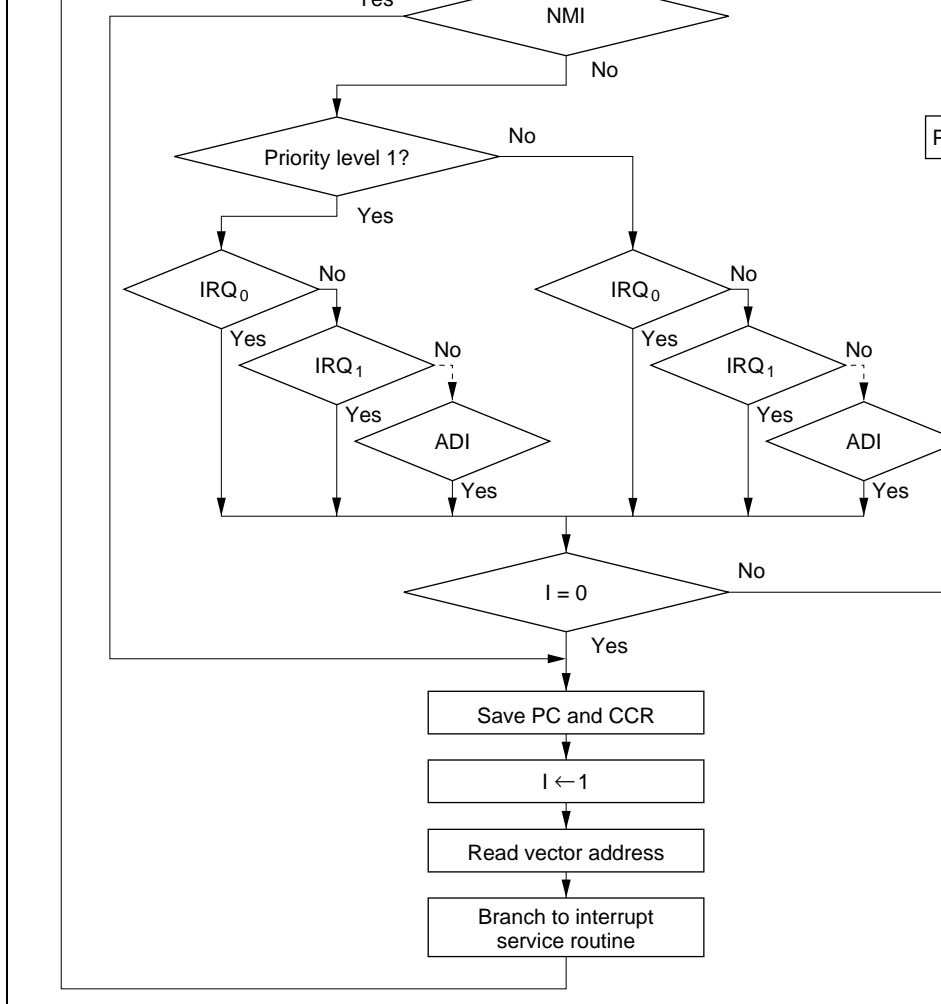 Yes
NMI
No
Priority level 1?
No
Yes
IRQ0
No
Yes
IRQ1
No
Yes
ADI
Yes
IRQ0
No
Yes
IRQ1
No
Yes
ADI
Yes
I = 0
No
Yes
Save PC and CCR
I ←1
Read vector address
Branch to interrupt
service routine